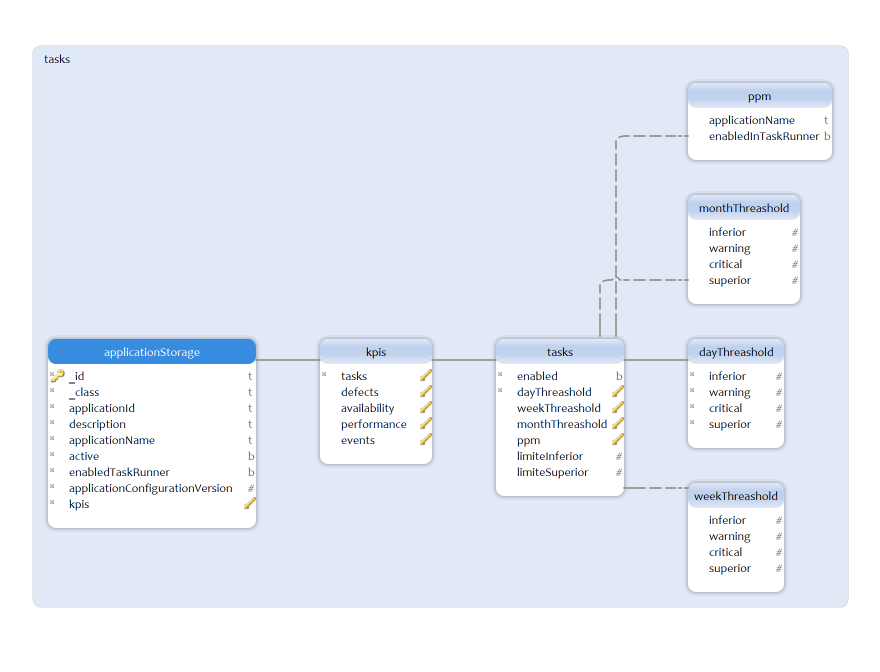 tasks
ppm
applicationName t
enabledInTaskRunner b
monthThreashold
inferior #
warning #
critical #
superior #
applicationStorage
* _id t
* _class t
* applicationId t
* description t
* applicationName t
* active b
* enabledTaskRunner b
* applicationConfigurationVersion #
* kpis
kpis
* tasks
defects
availability
performance
events
tasks
* enabled b
* dayThreashold
weekThreashold
monthThreashold
ppm
limiteInferior #
limiteSuperior #
dayThreashold
* inferior #
* warning #
* critical #
* superior #
weekThreashold
inferior #
warning #
critical #
superior #